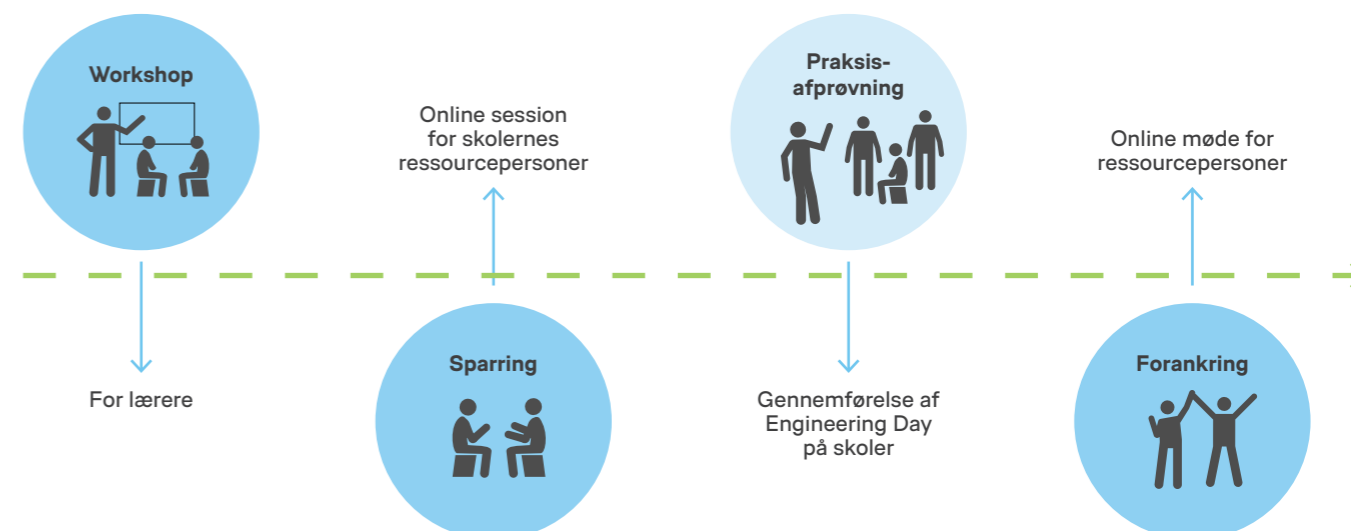 Workshop
For lærere
Online session
for skolernes
ressourcepersoner
Sparring
Praksis-
afprøvning
Gennemførelse af
Engineering Day
på skoler
Online møde for
ressourcepersoner
Forankring